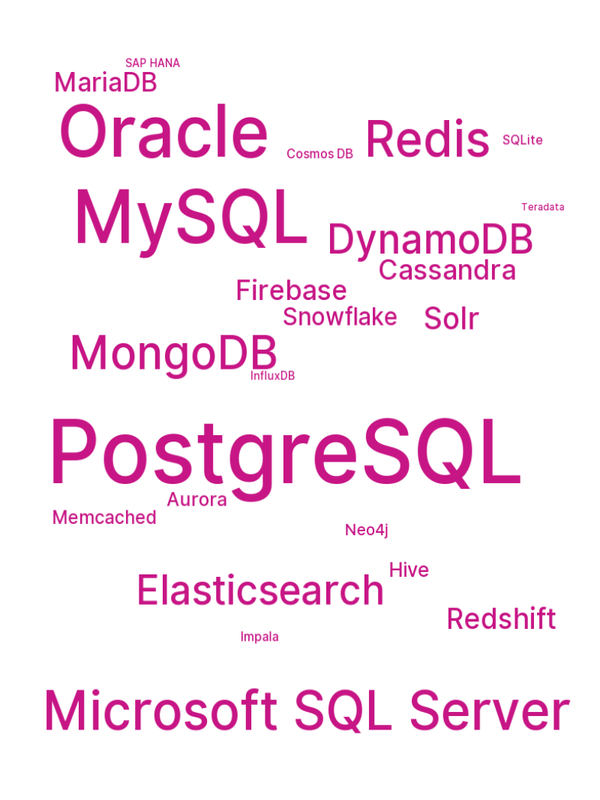 SAP HANA
MariaDB
Oracle
Redis
SQLite
Cosmos DB
MySQL
Teradata
DynamoDB
Cassandra
Firebase
Snowflake
Solr
MongoDB
InfluxDB
PostgreSQL
Aurora
Memcached
Neo4j
Hive
Elasticsearch
Redshift
Impala
Microsoft SQL Server